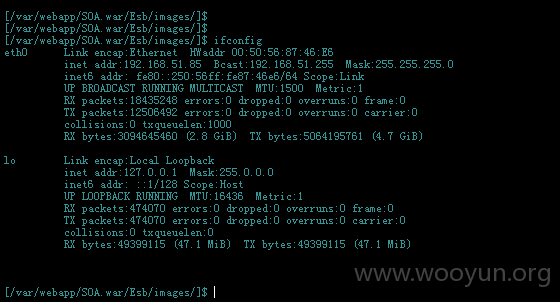 [/var/webapp/SOA.war/Esb/images/]$
[/var/webapp/SOA.war/Esb/images/]$
[/var/webapp/SOA.war/Esb/images/]$ ifconfig
eth0 Link encap:Ethernet HWaddr 00:50:56:87:46:E6
inet addr:192.168.51.85 Bcast:192.168.51.255 Mask:255.255.255.0
inet6 addr: fe80::250:56ff:fe87:46e6/64 Scope:Link
UP BROADCAST RUNNING MULTICAST MTU:1500 Metric:1
RX packets:18435248 errors:0 dropped:0 overruns:0 frame:0
TX packets:12506492 errors:0 dropped:0 overruns:0 carrier:0
collisions:0 txqueuelen:1000
RX bytes:3094645460 (2.8 GiB) TX bytes:5064195761 (4.7 GiB)
lo Link encap:Local Loopback
inet addr:127.0.0.1 Mask:255.0.0.0
inet6 addr: ::1/128 Scope:Host
UP LOOPBACK RUNNING MTU:16436 Metric:1
RX packets:474070 errors:0 dropped:0 overruns:0 frame:0
TX packets:474070 errors:0 dropped:0 overruns:0 carrier:0
collisions:0 txqueuelen:0
RX bytes:49399115 (47.1 MiB) TX bytes:49399115 (47.1 MiB)
www.wooyun.org
[/var/webapp/SOA.war/Esb/images/]$